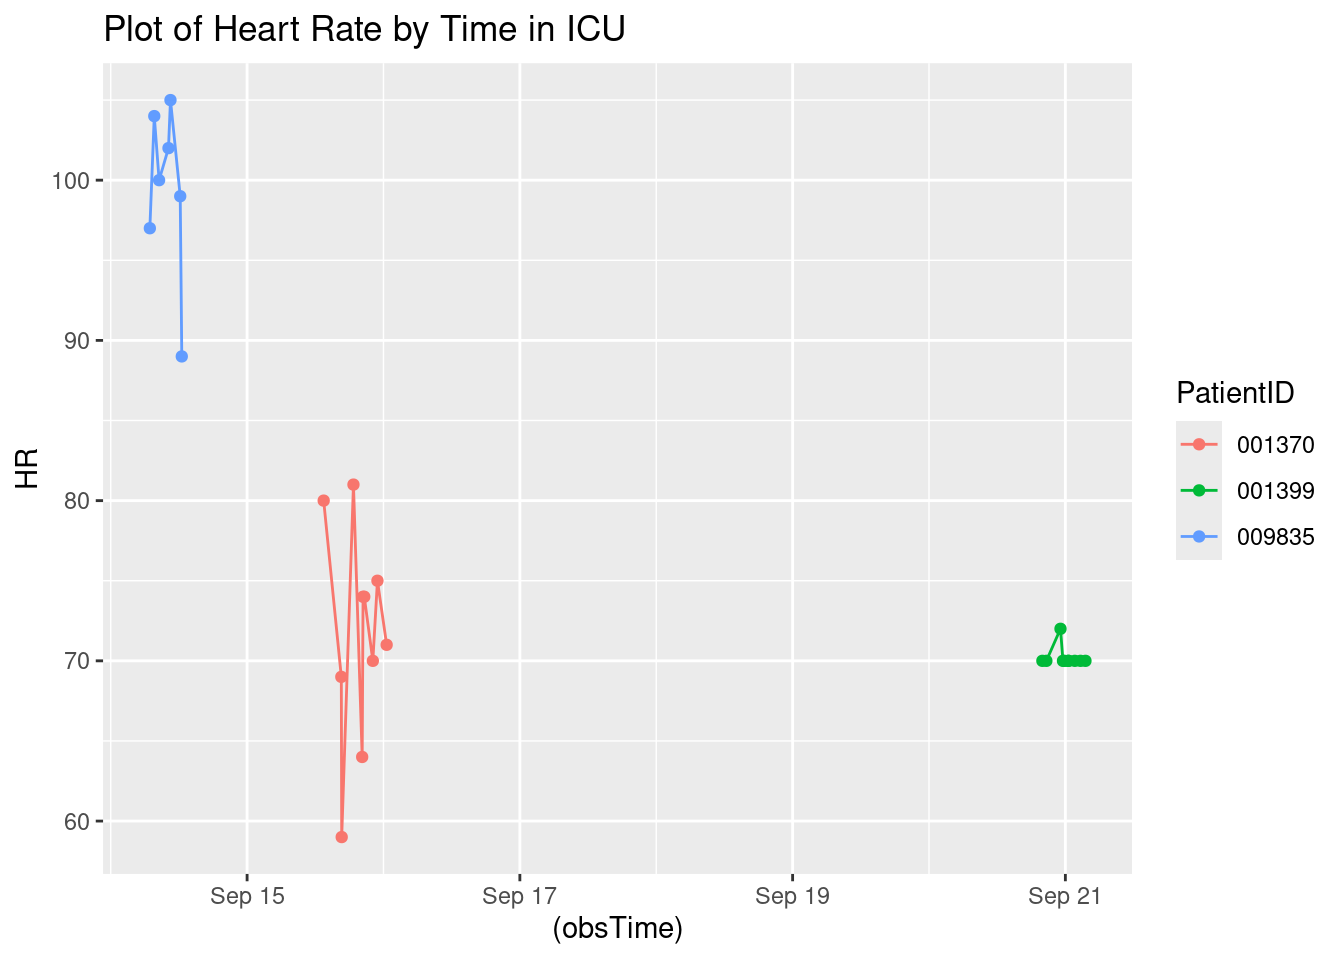 Plot of Heart Rate by Time in ICU
HR
100
90
80
70
60
Sep 15
Sep 17
Sep 19
Sep 21
(obsTime)
PatientID
001370
001399
009835